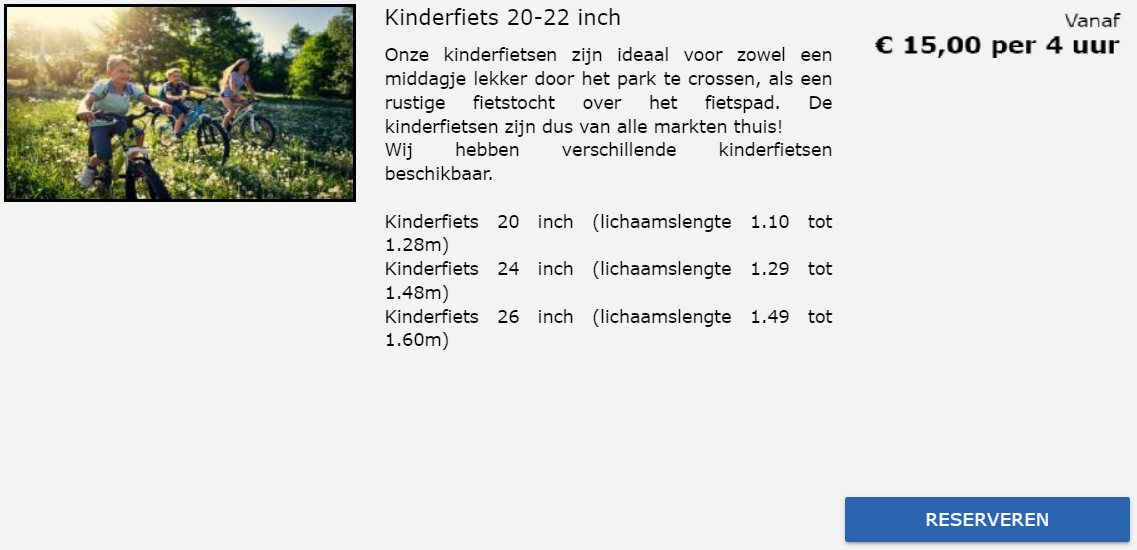 Kinderfiets 20-22 inch
Vanaf
€ 15,00 per 4 uur
Onze kinderfietsen zijn ideaal voor zowel een
middagje lekker door het park te crossen, als een
rustige fietstocht over het fietspad. De
kinderfietsen zijn dus van alle markten thuis!
Wij hebben verschillende kinderfietsen
beschikbaar.
Kinderfiets 20 inch (lichaamslengte 1.10 tot
1.28m)
Kinderfiets 24 inch (lichaamslengte 1.29 tot
1.48m)
Kinderfiets 26 inch (lichaamslengte 1.49 tot
1.60m)
RESERVEREN